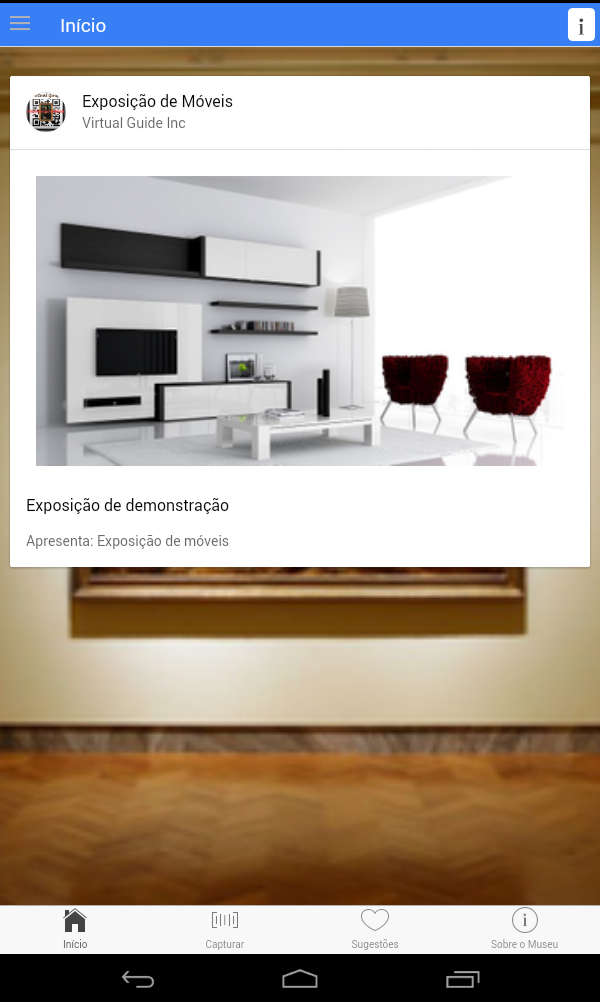 Início
Exposição de Móveis
Virtual Guide Inc
Exposição de demonstração
Apresenta: Exposição de móveis
Início
Capturar
Sugestões
Sobre o Museu